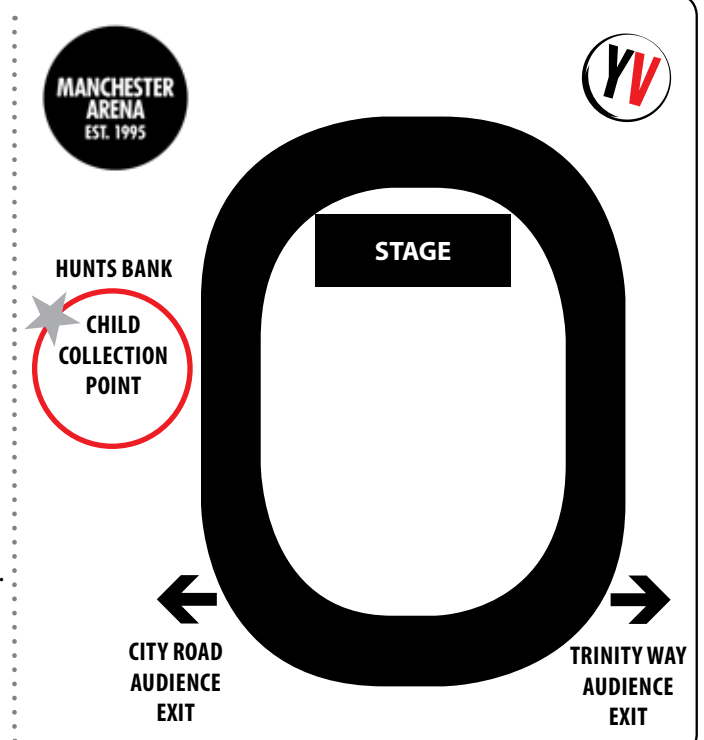 MANCHESTER
ARENA
EST. 1995
YV
STAGE
HUNTS BANK
CHILD
COLLECTION
POINT
CITY ROAD
AUDIENCE
EXIT
TRINITY WAY
AUDIENCE
EXIT